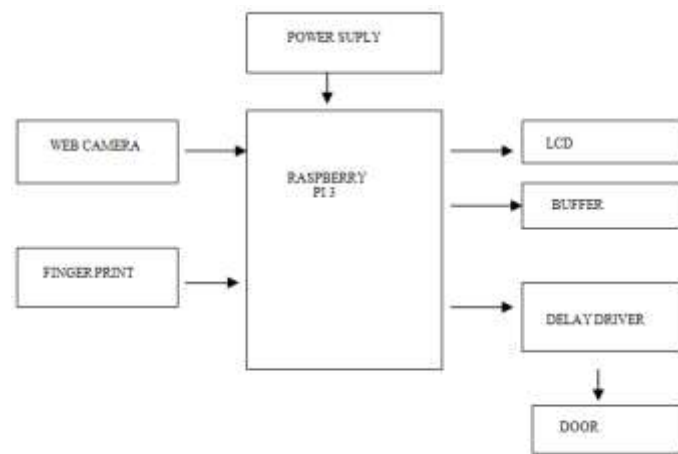 POWER SUPLY
WEB CAMERA
RASPBERRY
PI 3
LCD
BUFFER
FINGER PRINT
DELAY DRIVER
DOOR